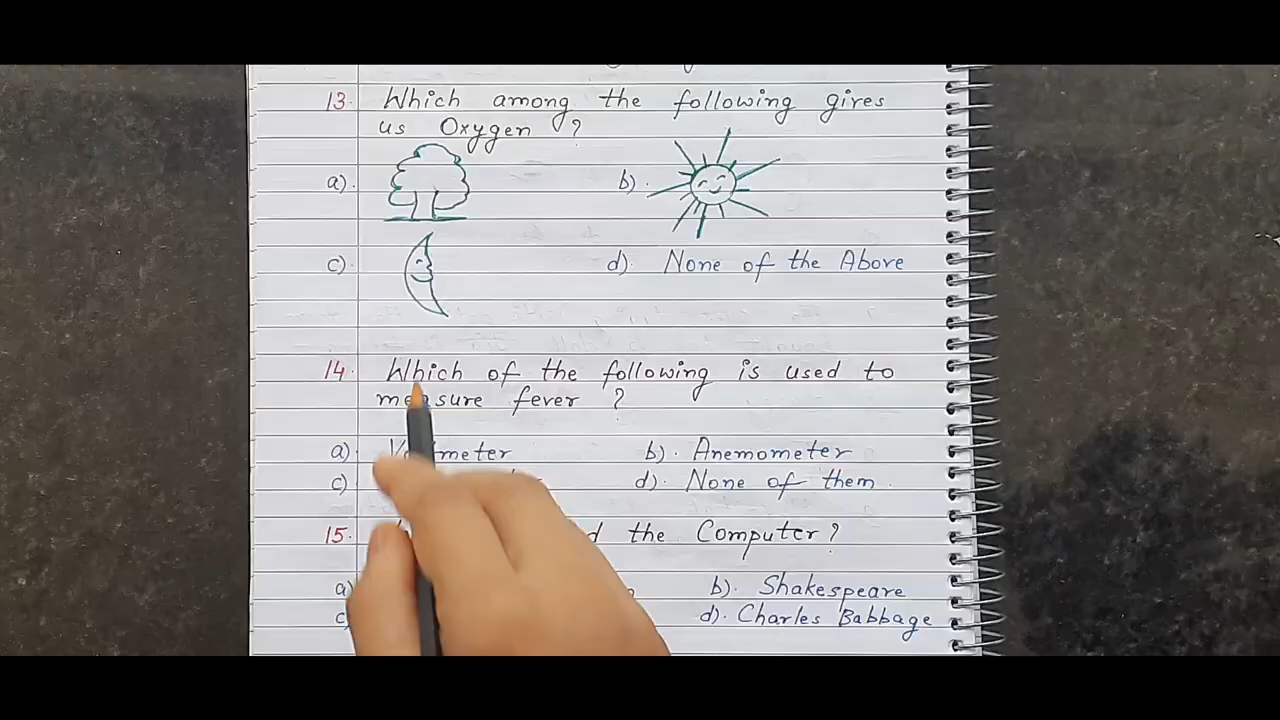 13. Which among the following gives
us Oxygen ?
a). b).
c). d). None of the Above
14. Which of the following is used to
measure fever ?
a). meter b). Anemometer
c). d). None of them.
15. the Computer?
a) b). Shakespeare
c) d). Charles Babbage